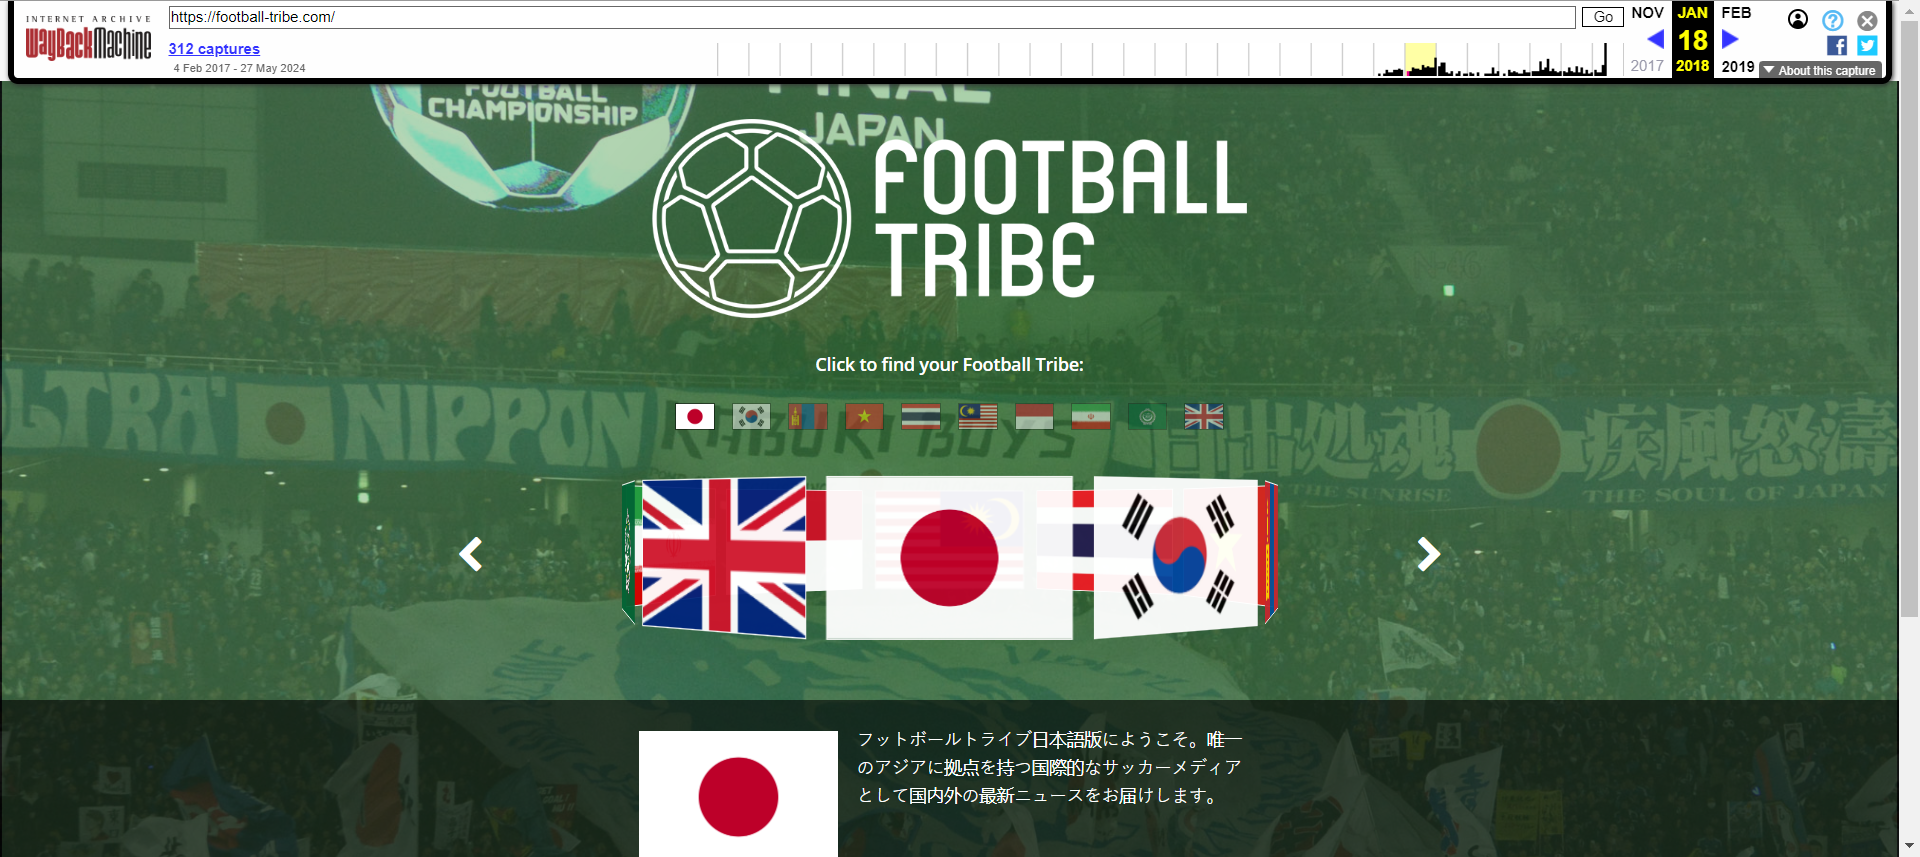 INTERNET ARCHIVE
WayBackMachine
https://football-tribe.com/
Go
312 captures
4 Feb 2017 - 27 May 2024
NOV
JAN
FEB
18
2017
2018
2019
About this capture
FOOTBALL
CHAMPIONSHIP
FINAL
JAPAN
FOOTBALL
TRIBE
Click to find your Football Tribe:
ULTRA' NIPPON
KABUKI BOYS
日出処魂
THE SUNRISE
疾風怒濤
THE SOUL OF JAPAN
フットボールトライブ日本語版にようこそ。唯一
のアジアに拠点を持つ国際的なサッカーメディア
として国内外の最新ニュースをお届けします。
JAPAN